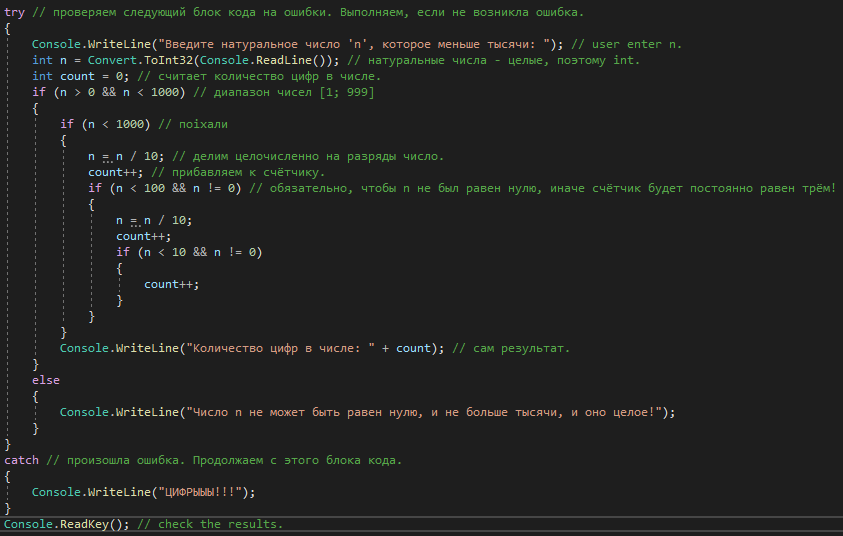 try // проверяем следующий блок кода на ошибки. Выполняем, если не возникла ошибка.
{
Console.WriteLine("Введите натуральное число 'n', которое меньше тысячи: "); // user enter n.
int n = Convert.ToInt32(Console.ReadLine()); // натуральные числа - целые, поэтому int.
int count = 0; // считает количество цифр в числе.
if (n > 0 && n < 1000) // диапазон чисел [1; 999]
{
if (n < 1000) // поіхали
{
n = n / 10; // делим целочисленно на разряды число.
count++; // прибавляем к счётчику.
if (n < 100 && n != 0) // обязательно, чтобы n не был равен нулю, иначе счётчик будет постоянно равен трём!
{
n = n / 10;
count++;
if (n < 10 && n != 0)
{
count++;
}
}
}
Console.WriteLine("Количество цифр в числе: " + count); // сам результат.
}
else
{
Console.WriteLine("Число n не может быть равен нулю, и не больше тысячи, и оно целое!");
}
}
catch // произошла ошибка. Продолжаем с этого блока кода.
{
Console.WriteLine("ЦИФРЫЫЫ!!!");
}
Console.ReadKey(); // check the results.